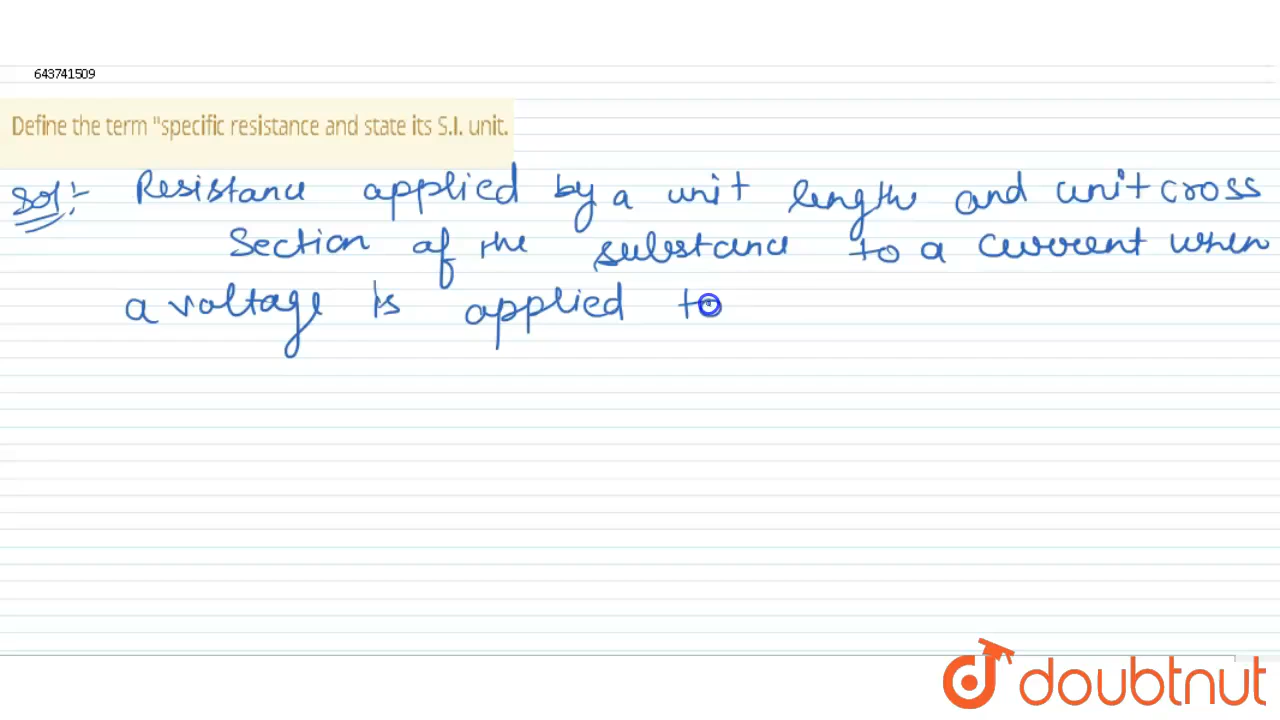 643741509
Define the term "specific resistance and state its S.I. unit.
Sol:- Resistance applied by a unit length and unit cross
Section of the substance to a current when
a voltage is applied to
doubtnut